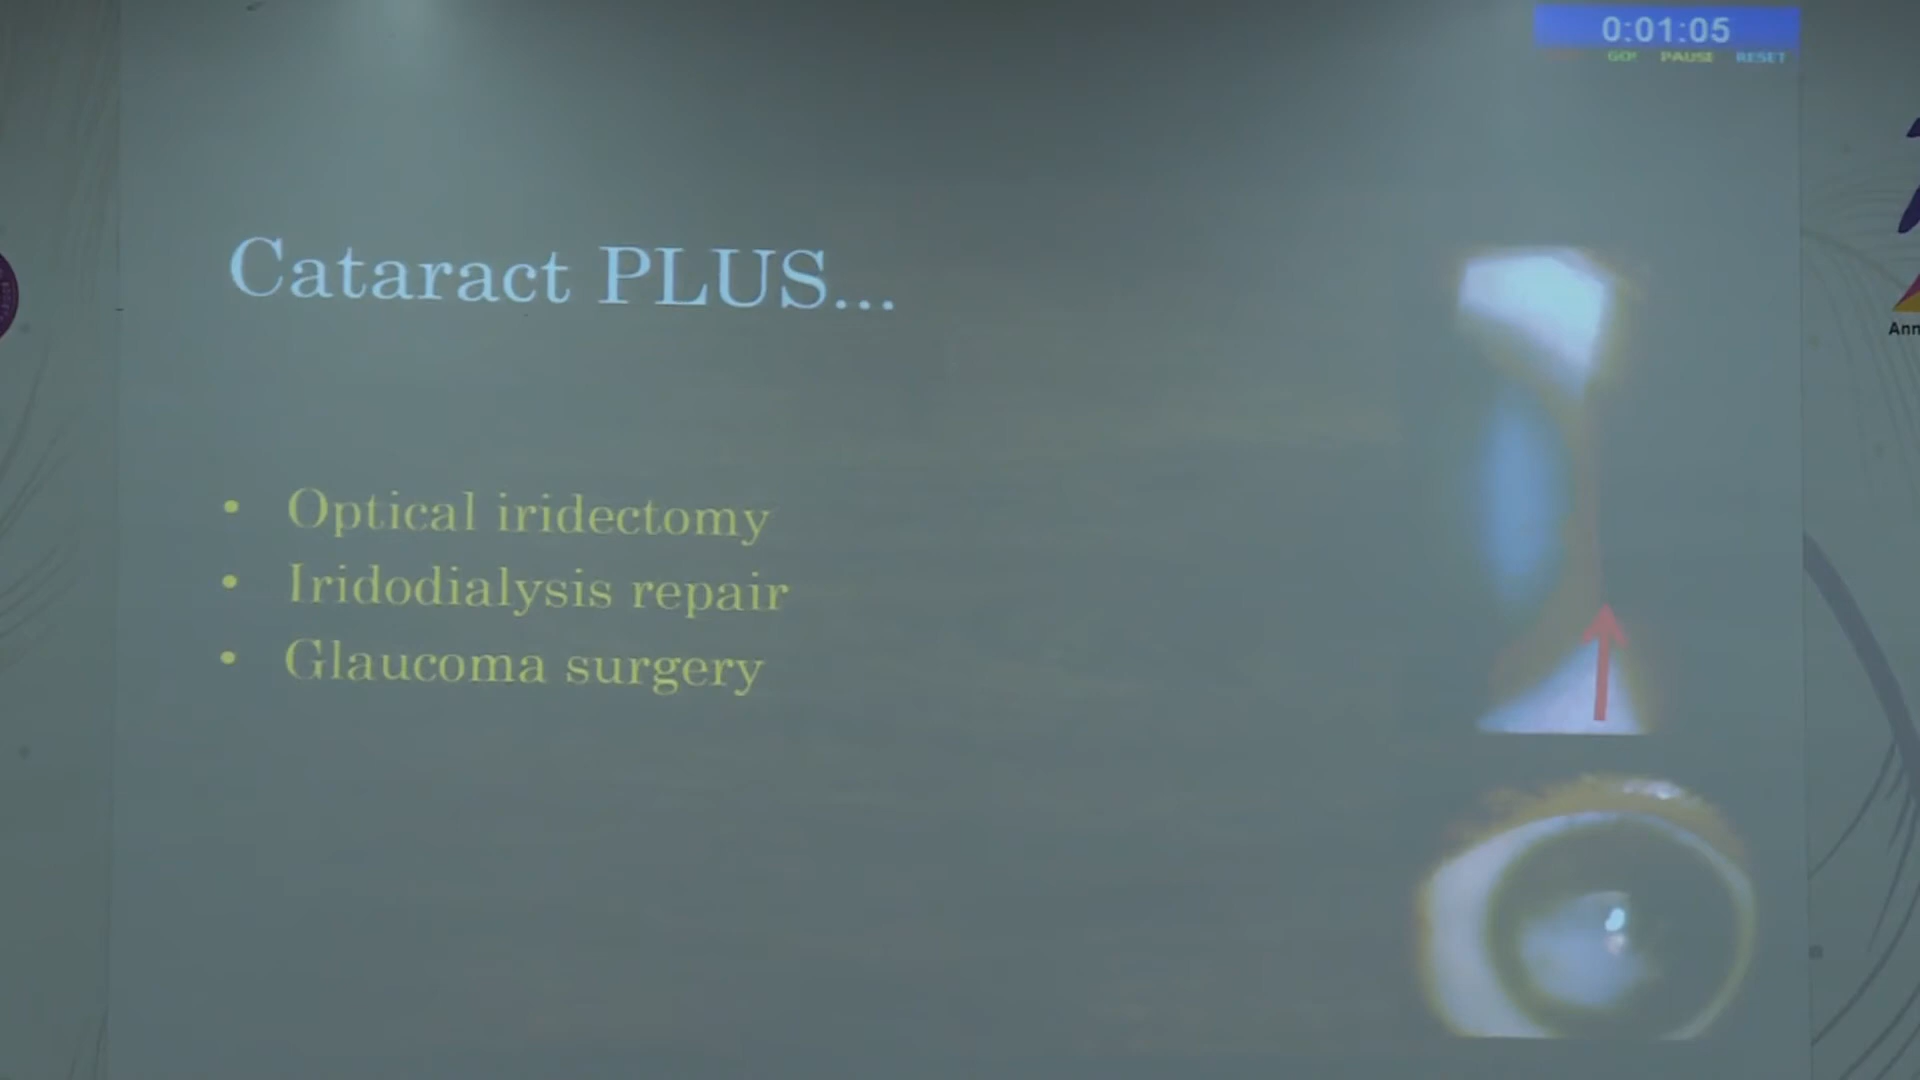 0:01:05
GO! PAUSE RESET
Cataract PLUS...
• Optical iridectomy
• Iridodialysis repair
• Glaucoma surgery
Ann